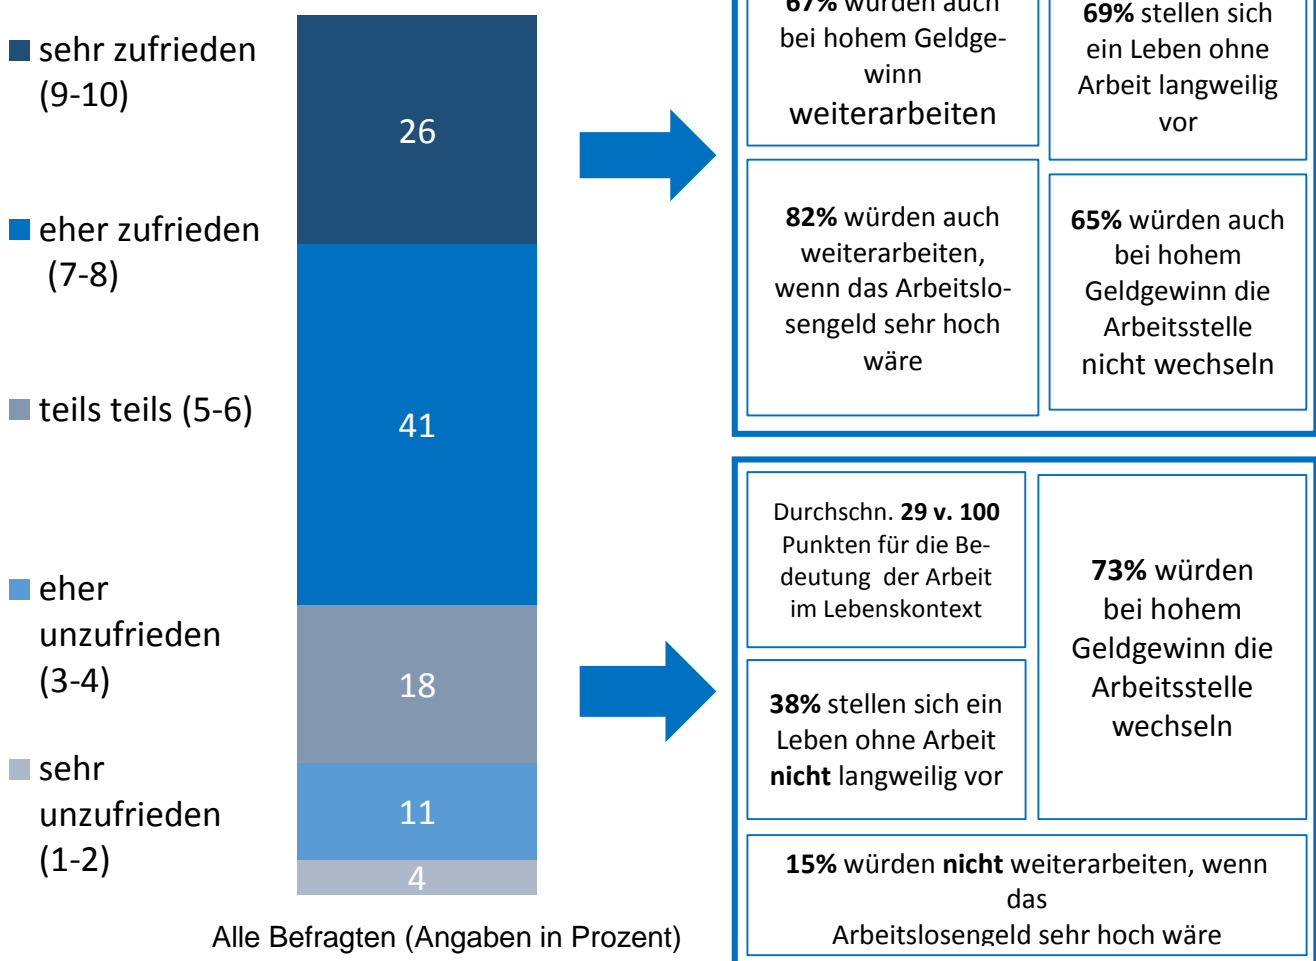 sehr zufrieden
(9-10)
eher zufrieden
(7-8)
teils teils (5-6)
eher
unzufrieden
(3-4)
sehr
unzufrieden
(1-2)
26
41
18
11
4
Alle Befragten (Angaben in Prozent)
67% würden auch
bei hohem Geldge-
winn
weiterarbeiten
69% stellen sich
ein Leben ohne
Arbeit langweilig
vor
82% würden auch
weiterarbeiten,
wenn das Arbeitslo-
sengeld sehr hoch
wäre
65% würden auch
bei hohem
Geldgewinn die
Arbeitsstelle
nicht wechseln
Durchschn. 29 v. 100
Punkten für die Be-
deutung der Arbeit
im Lebenskontext
73% würden
bei hohem
Geldgewinn die
Arbeitsstelle
wechseln
38% stellen sich ein
Leben ohne Arbeit
nicht langweilig vor
15% würden nicht weiterarbeiten, wenn
das
Arbeitslosengeld sehr hoch wäre